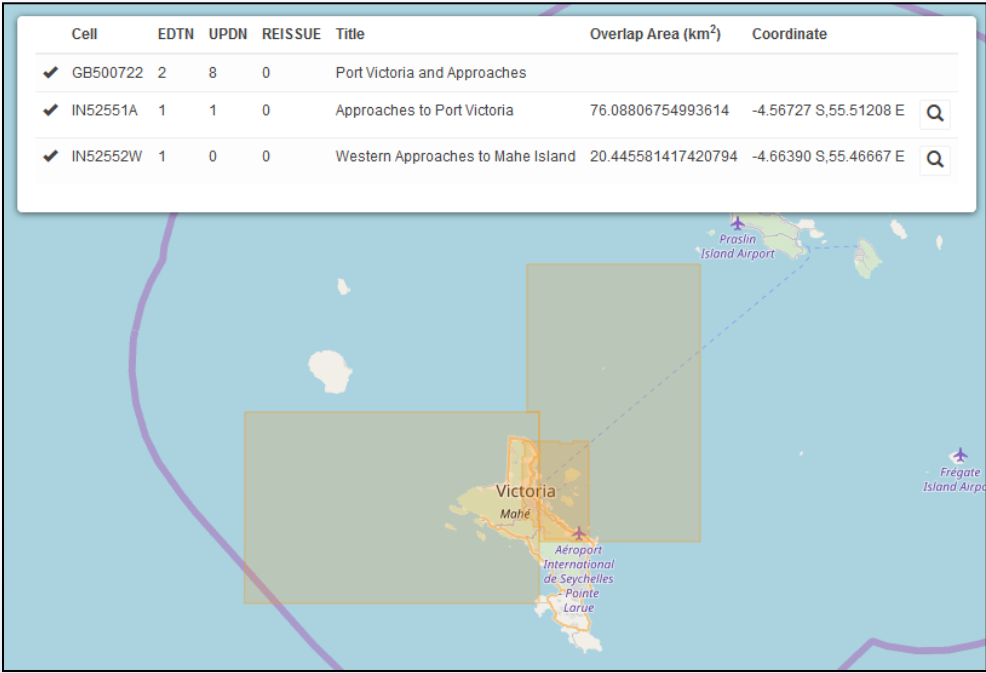 Cell EDTN UPDN REISSUE Title Overlap Area (km²) Coordinate
GB500722 2 8 0 Port Victoria and Approaches
IN52551A 1 1 0 Approaches to Port Victoria 76.08806754993614 -4.56727 S,55.51208 E
IN52552W 1 0 0 Western Approaches to Mahe Island 20.445581417420794 -4.66390 S,55.46667 E
Praslin
Island Airport
Frégate
Island Airpo
Victoria
Mahé
Aéroport
International
de Seychelles
- Pointe
Larue